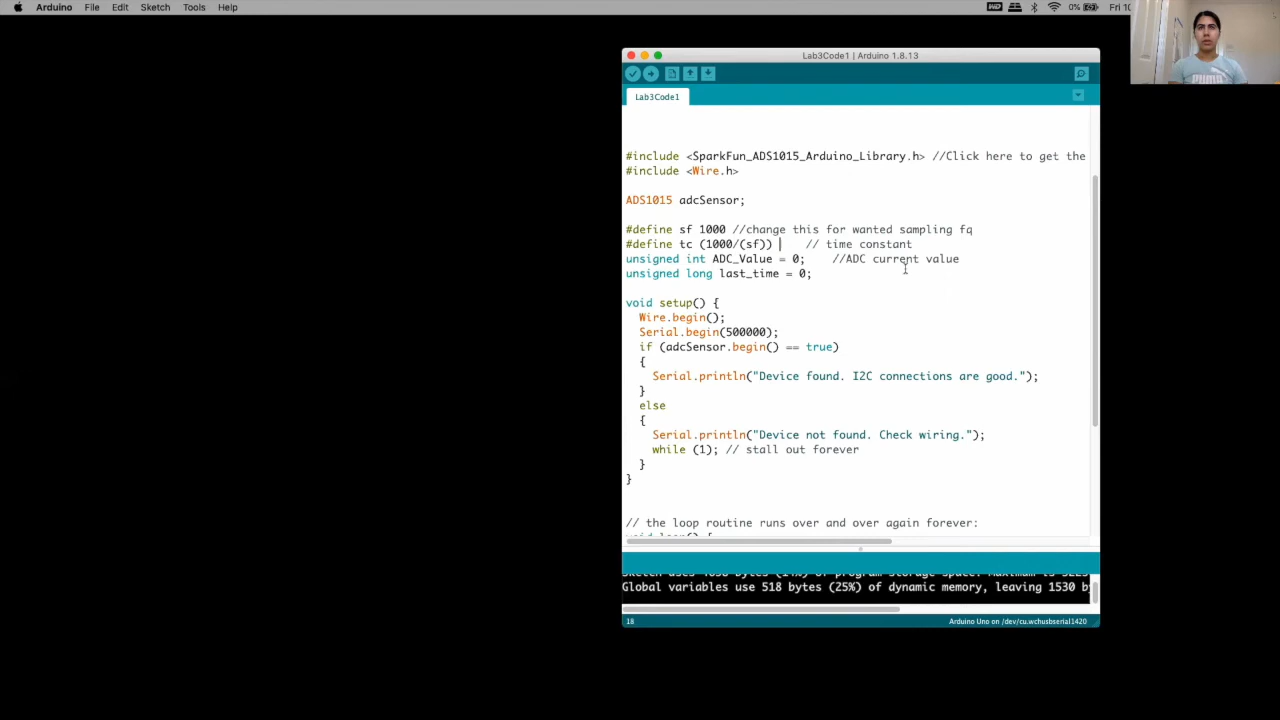 Arduino File Edit Sketch Tools Help 0% Fri 10
Lab3Code1 | Arduino 1.8.13
Lab3Code1
#include <SparkFun_ADS1015_Arduino_Library.h> //Click here to get the
#include <Wire.h>
ADS1015 adcSensor;
#define sf 1000 //change this for wanted sampling fq
#define tc (1000/(sf)) // time constant
unsigned int ADC_Value = 0; //ADC current value
unsigned long last_time = 0;
void setup() {
Wire.begin();
Serial.begin(500000);
if (adcSensor.begin() == true)
{
Serial.println("Device found. I2C connections are good.");
}
else
{
Serial.println("Device not found. Check wiring.");
while (1); // stall out forever
}
}
// the loop routine runs over and over again forever:
void loop() {
Global variables use 518 bytes (25%) of dynamic memory, leaving 1530 b
18 Arduino Uno on /dev/cu.wchusbserial1420
PUMA